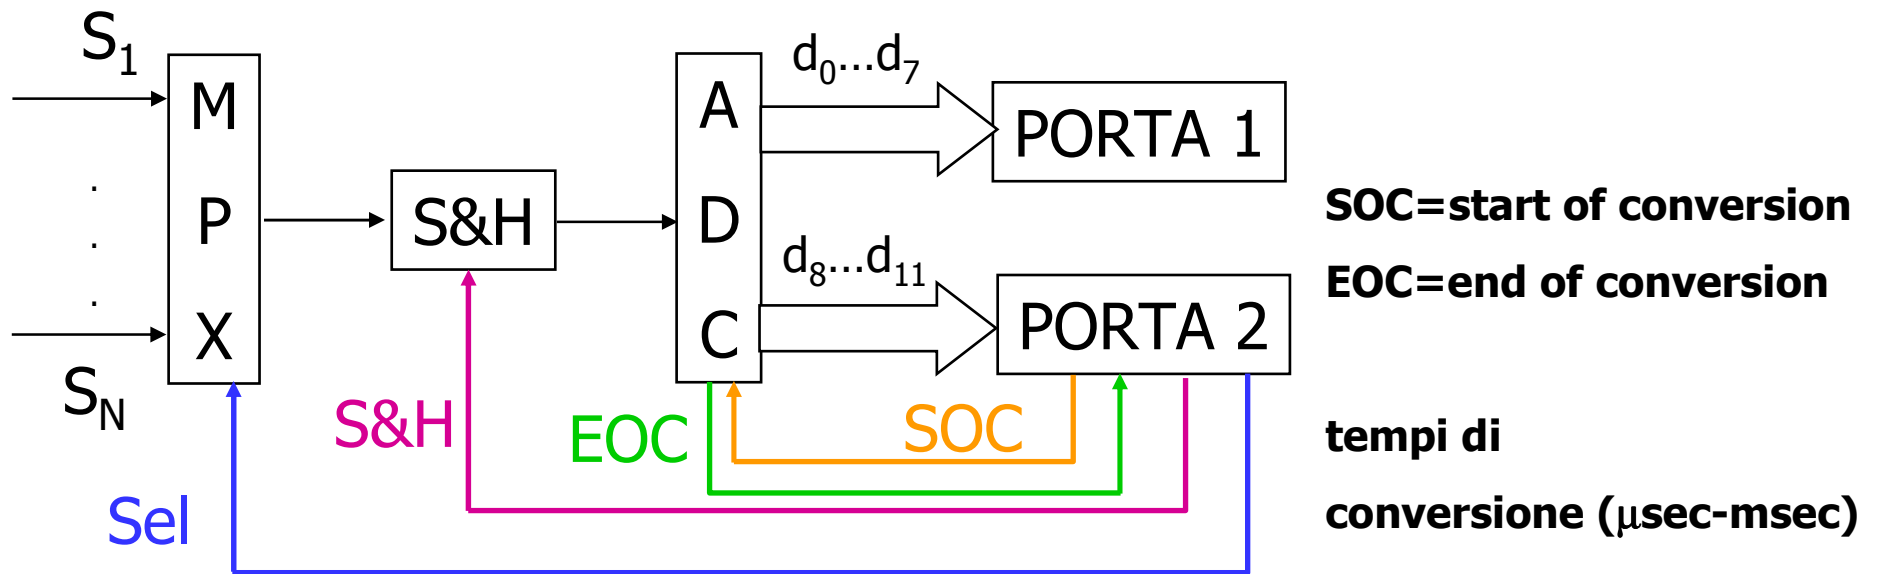 S1
SN
M
P
X
S&H
A
D
C
d0...d7
d8...d11
PORTA 1
PORTA 2
Sel
S&H
EOC
SOC
SOC=start of conversion
EOC=end of conversion
tempi di
conversione (μsec-msec)